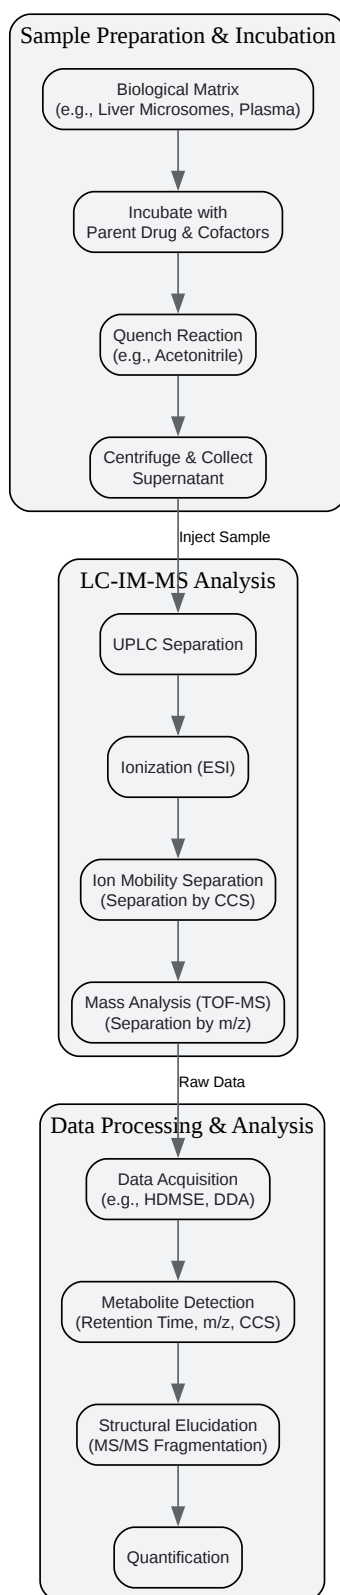 Sample Preparation & Incubation
Biological Matrix
(e.g., Liver Microsomes, Plasma)
Incubate with
Parent Drug & Cofactors
Quench Reaction
(e.g., Acetonitrile)
Centrifuge & Collect
Supernatant
Inject Sample
LC-IM-MS Analysis
UPLC Separation
Ionization (ESI)
Ion Mobility Separation
(Separation by CCS)
Mass Analysis (TOF-MS)
(Separation by m/z)
Raw Data
Data Processing & Analysis
Data Acquisition
(e.g., HDMSE, DDA)
Metabolite Detection
(Retention Time, m/z, CCS)
Structural Elucidation
(MS/MS Fragmentation)
Quantification